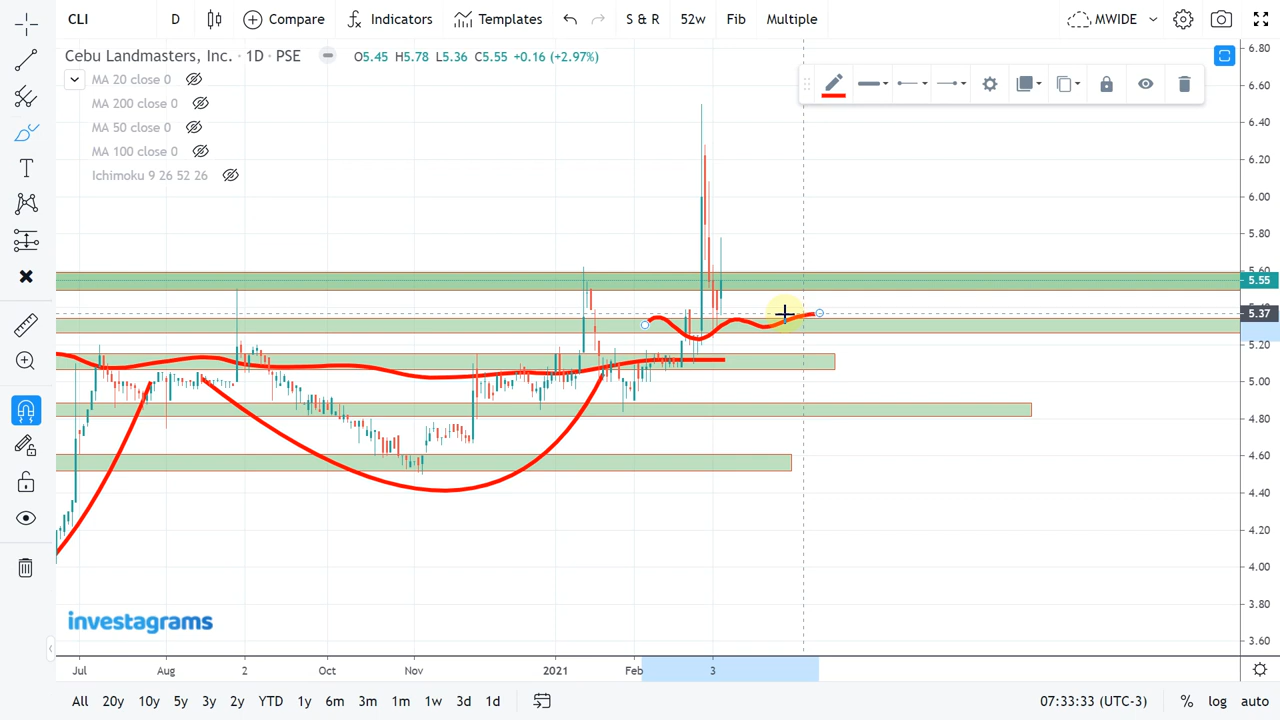 CLI D Compare Indicators Templates S & R 52w Fib Multiple MWIDE
Cebu Landmasters, Inc. · 1D · PSE O5.45 H5.78 L5.36 C5.55 +0.16 (+2.97%)
MA 20 close 0
MA 200 close 0
MA 50 close 0
MA 100 close 0
Ichimoku 9 26 52 26
6.80
6.60
6.40
6.20
6.00
5.80
5.60
5.55
5.37
5.20
5.00
4.80
4.60
4.40
4.20
4.00
3.80
3.60
investagrams
Jul Aug 2 Oct Nov 2021 Feb 3
All 20y 10y 5y 3y 2y YTD 1y 6m 3m 1m 1w 3d 1d 07:33:33 (UTC-3) % log auto